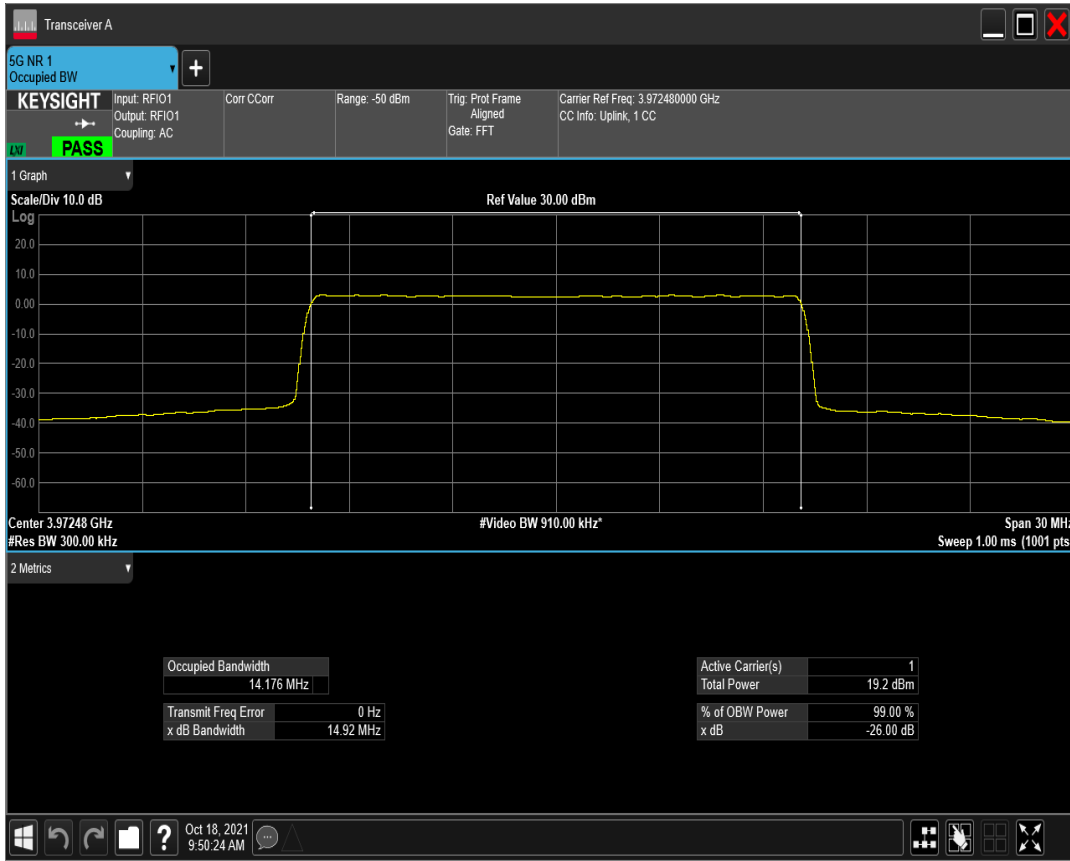 Transceiver A
5G NR 1
Occupied BW
KEYSIGHT
LXI
PASS
Input: RFIO1
Output: RFIO1
Coupling: AC
Corr CCorr
Range: -50 dBm
Trig: Prot Frame
Aligned
Gate: FFT
Carrier Ref Freq: 3.972480000 GHz
CC Info: Uplink, 1 CC
1 Graph
Scale/Div 10.0 dB
Ref Value 30.00 dBm
Log
20.0
10.0
0.00
-10.0
-20.0
-30.0
-40.0
-50.0
-60.0
Center 3.97248 GHz
#Video BW 910.00 kHz*
Span 30 MHz
#Res BW 300.00 kHz
Sweep 1.00 ms (1001 pts
2 Metrics
Occupied Bandwidth
14.176 MHz
Transmit Freq Error 0 Hz
x dB Bandwidth 14.92 MHz
Active Carrier(s) 1
Total Power 19.2 dBm
% of OBW Power 99.00 %
x dB -26.00 dB
?
Oct 18, 2021
9:50:24 AM